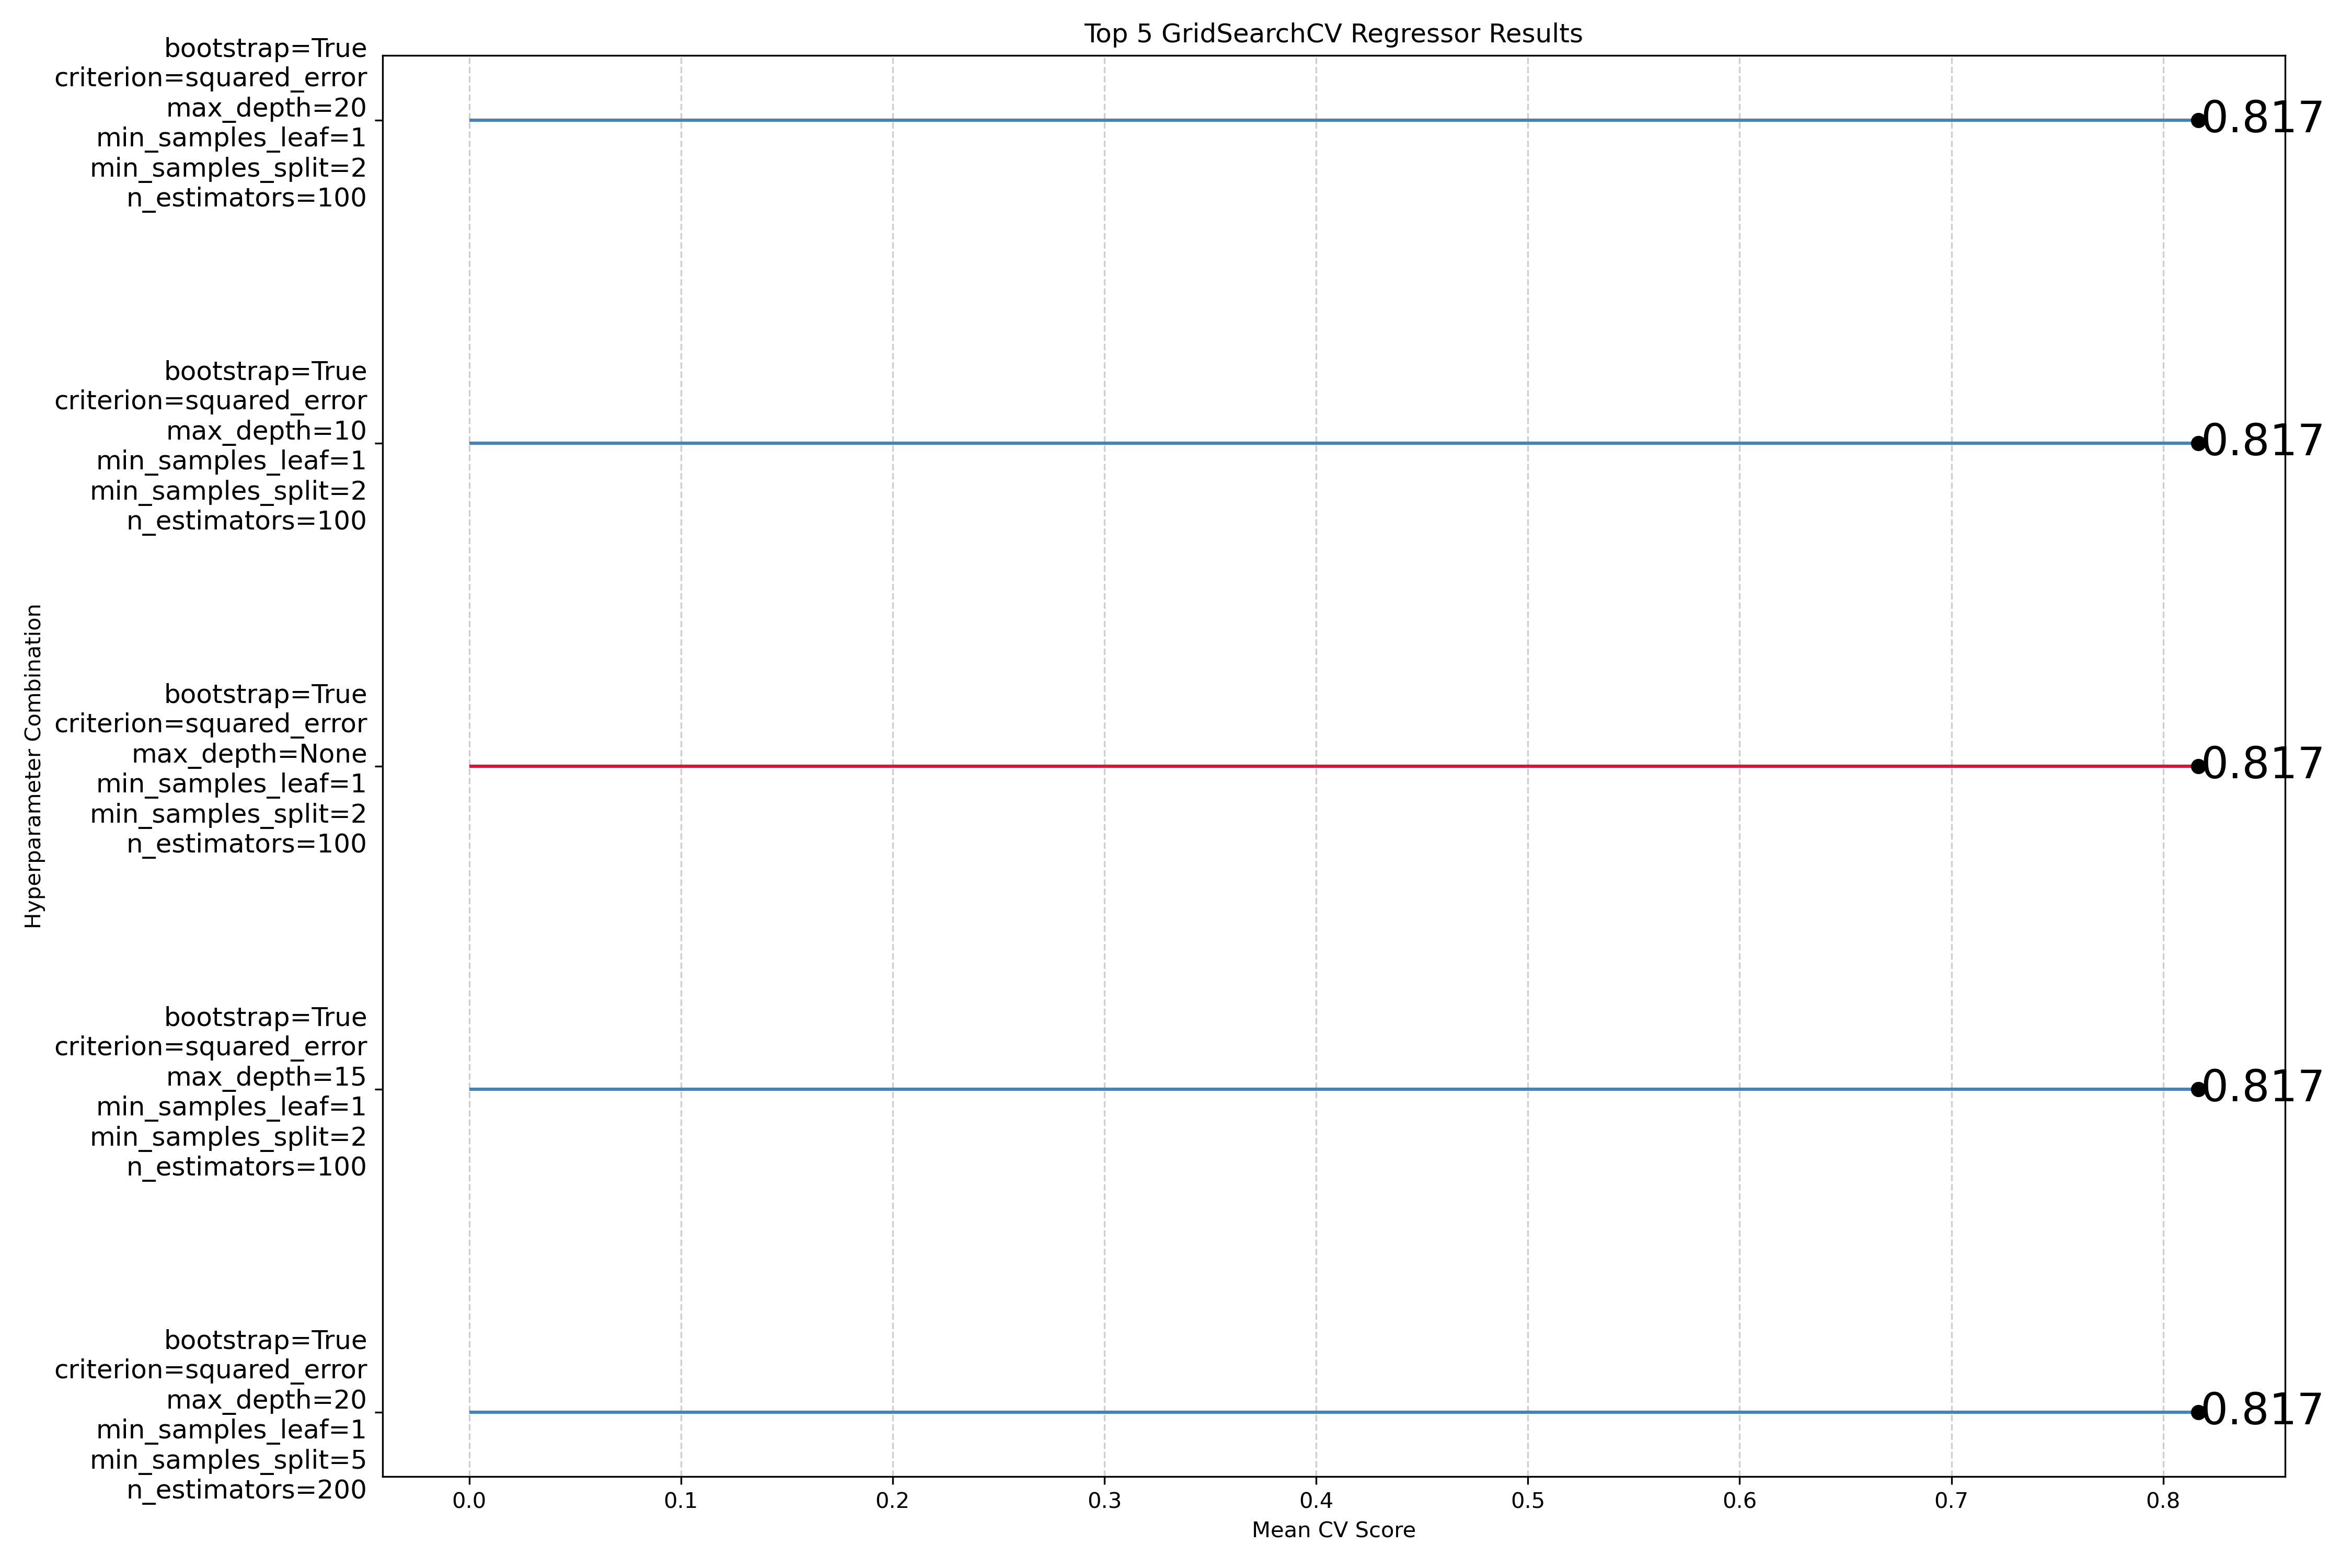 Top 5 GridSearchCV Regressor Results
bootstrap=True
criterion=squared_error
max_depth=20
min_samples_leaf=1
min_samples_split=2
n_estimators=100
0.817
bootstrap=True
criterion=squared_error
max_depth=10
min_samples_leaf=1
min_samples_split=2
n_estimators=100
0.817
Hyperparameter Combination
bootstrap=True
criterion=squared_error
max_depth=None
min_samples_leaf=1
min_samples_split=2
n_estimators=100
0.817
bootstrap=True
criterion=squared_error
max_depth=15
min_samples_leaf=1
min_samples_split=2
n_estimators=100
0.817
bootstrap=True
criterion=squared_error
max_depth=20
min_samples_leaf=1
min_samples_split=5
n_estimators=200
0.817
0.0 0.1 0.2 0.3 0.4 0.5 0.6 0.7 0.8
Mean CV Score